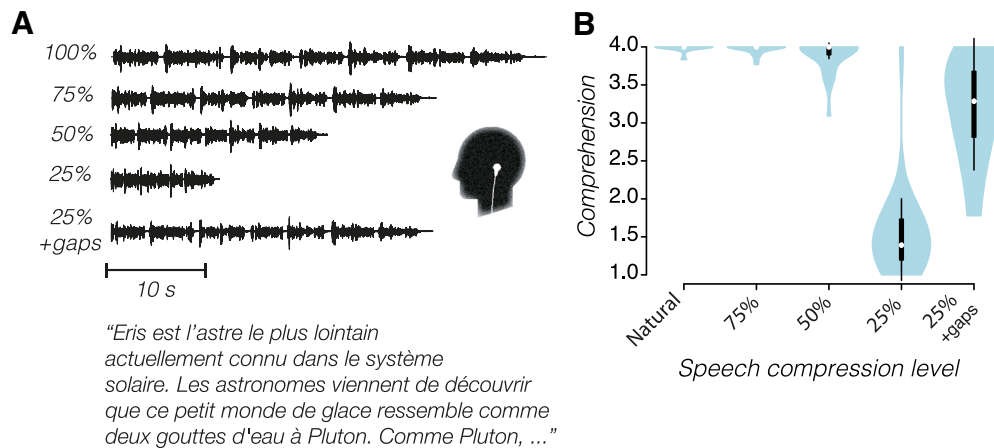 A
100%
75%
50%
25%
25%
+gaps
10 s
"Eris est l'astre le plus lointain
actuellement connu dans le système
solaire. Les astronomes viennent de découvrir
que ce petit monde de glace ressemble comme
deux gouttes d'eau à Pluton. Comme Pluton, ..."
B
Comprehension
4.0
3.5
3.0
2.5
2.0
1.5
1.0
Natural
75%
50%
25%
25%
+gaps
Speech compression level